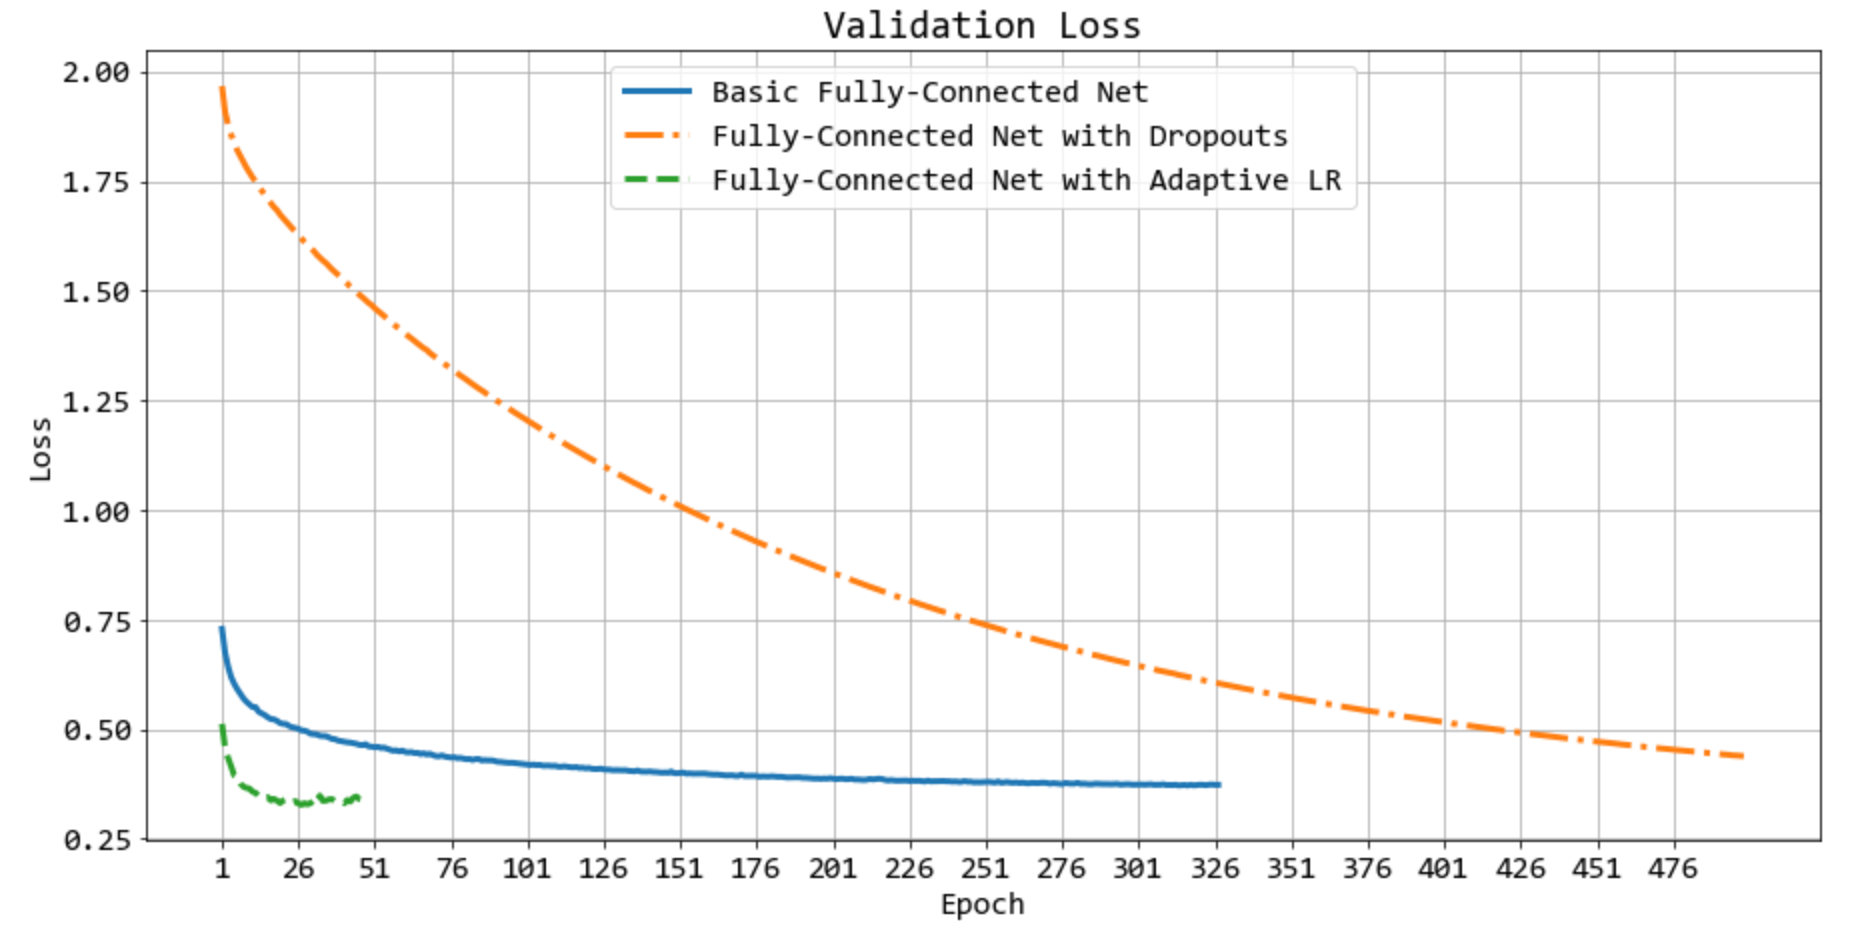 Validation Loss
Basic Fully-Connected Net
Fully-Connected Net with Dropouts
Fully-Connected Net with Adaptive LR
2.00
1.75
1.50
1.25
1.00
0.75
0.50
0.25
Loss
1 26 51 76 101 126 151 176 201 226 251 276 301 326 351 376 401 426 451 476
Epoch